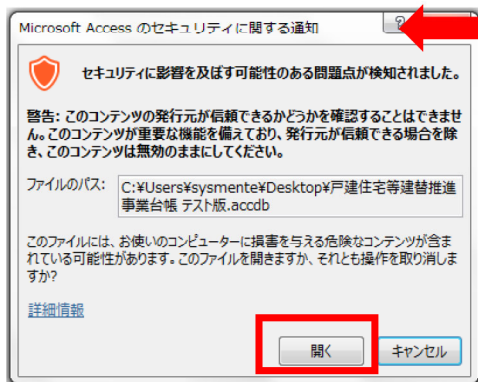 Microsoft Access のセキュリティに関する通知
?
セキュリティに影響を及ぼす可能性のある問題点が検知されました。
警告: このコンテンツの発行元が信頼できるかどうかを確認することはできませ
ん。このコンテンツが重要な機能を備えており、発行元が信頼できる場合を除
き、このコンテンツは無効のままにしてください。
ファイルのパス: C:¥Users¥sysmente¥Desktop¥戸建住宅等建替推進
事業台帳 テスト版.accdb
このファイルには、お使いのコンピューターに損害を与える危険なコンテンツが含ま
れている可能性があります。このファイルを開きますか、それとも操作を取り消しま
すか?
詳細情報
開く キャンセル